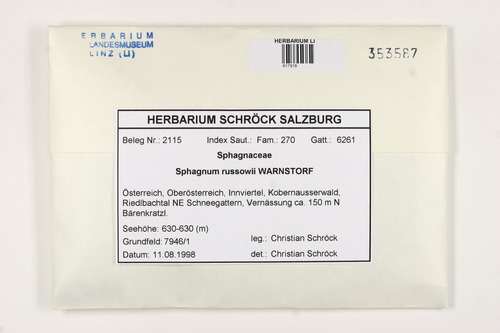 ERBARIUM
LANDESMUSEUM
LINZ (LI)
HERBARIUM LI
353587
HERBARIUM SCHRÖCK SALZBURG
Beleg Nr.: 2115 Index Saut.: Fam.: 270 Gatt.: 6261
Sphagnaceae
Sphagnum russowii WARNSTORF
Österreich, Oberösterreich, Innviertel, Kobernausserwald,
Riedlbachtal NE Schneegattern, Vernässung ca. 150 m N
Bärenkratzl.
Seehöhe: 630-630 (m)
Grundfeld: 7946/1 leg.: Christian Schröck
Datum: 11.08.1998 det.: Christian Schröck